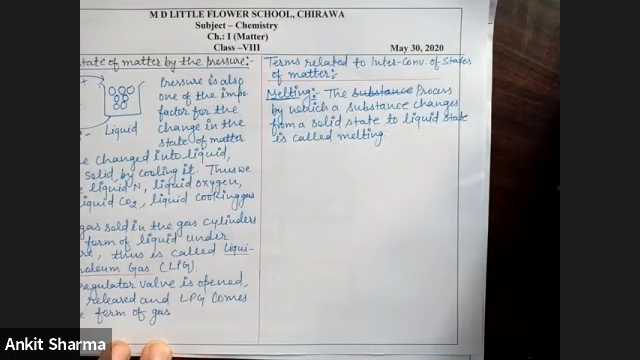 M D LITTLE FLOWER SCHOOL, CHIRAWA
Subject – Chemistry
Ch.: I (Matter)
Class –VIII
May 30, 2020
state of matter by the pressure:-
Pressure is also
one of the impo.
factor for the
change in the
state of matter
Liquid
e changed into liquid,
solid by cooling it. Thus we
liquid N, liquid oxygen,
liquid CO2, liquid cooking gas
gas sold in the gas cylinders
form of liquid under
re, thus is called Liqui-
roleum Gas (LPG)
regulator valve is opened,
released and LPG comes
e form of gas
Terms related to Inter-Conv. of States
of matter:-
Melting:- The substance Process
by which a substance changes
from a solid state to liquid state
is called melting.
Ankit Sharma